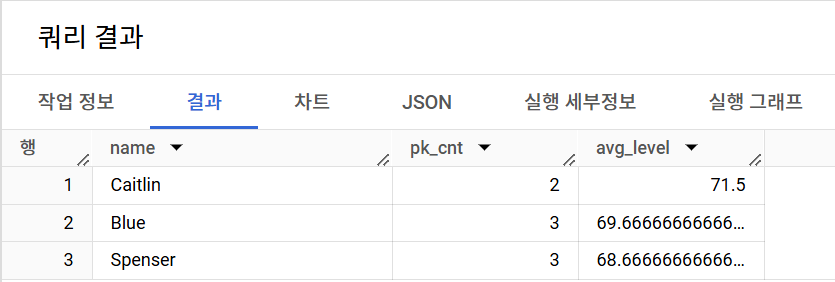 쿼리 결과
작업 정보 결과 차트 JSON 실행 세부정보 실행 그래프
행 name pk_cnt avg_level
1 Caitlin 2 71.5
2 Blue 3 69.66666666666...
3 Spenser 3 68.66666666666...